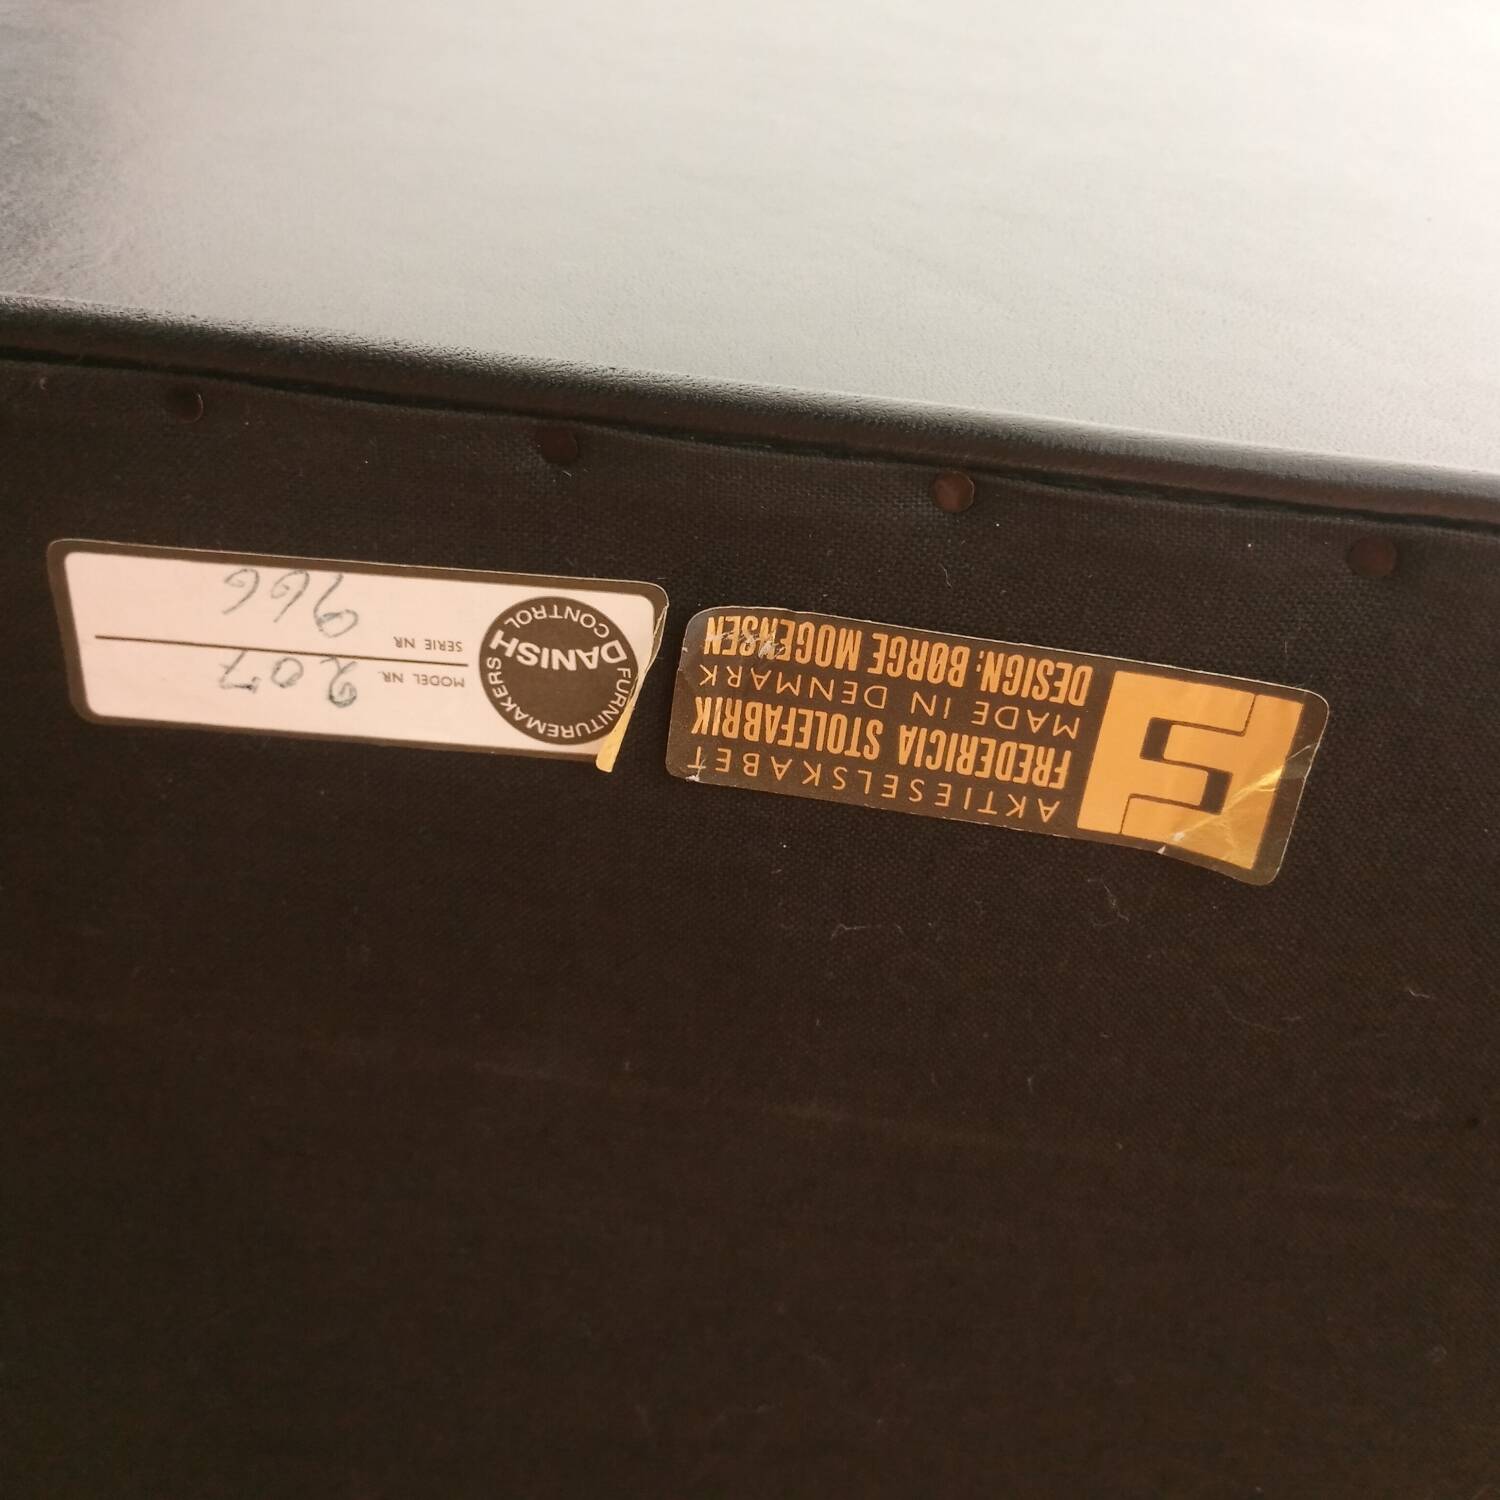 AKTIESELSKABET
FREDERICIA STOLEFABRIK
MADE IN DENMARK
DESIGN: BØRGE MOGENSEN
FURNITUREMAKERS
DANISH
CONTROL
MODEL NR. 207
SERIE NR 966